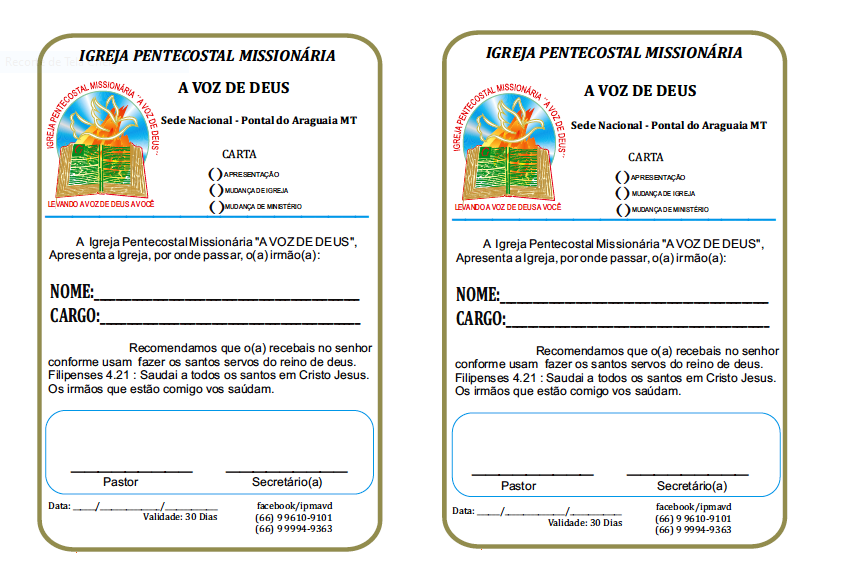 IGREJA PENTECOSTAL MISSIONÁRIA
A VOZ DE DEUS
IGREJA PENTECOSTAL MISSIONÁRIA "A VOZ DE DEUS"
Sede Nacional - Pontal do Araguaia MT
CARTA
( ) APRESENTAÇÃO
( ) MUDANÇA DE IGREJA
( ) MUDANÇA DE MINISTÉRIO
LEVANDO A VOZ DE DEUS A VOCÊ
A Igreja Pentecostal Missionária "A VOZ DE DEUS",
Apresenta a Igreja, por onde passar, o(a) irmão(a):
NOME:______________________________
CARGO:______________________________
Recomendamos que o(a) recebais no senhor
conforme usam fazer os santos servos do reino de deus.
Filipenses 4.21 : Saudai a todos os santos em Cristo Jesus.
Os irmãos que estão comigo vos saúdam.
Pastor
Secretário(a)
Data: ____/__________/_________
Validade: 30 Dias
facebook/ipmavd
(66) 9 9610-9101
(66) 9 9994-9363
IGREJA PENTECOSTAL MISSIONÁRIA
A VOZ DE DEUS
IGREJA PENTECOSTAL MISSIONÁRIA "A VOZ DE DEUS"
Sede Nacional - Pontal do Araguaia MT
CARTA
( ) APRESENTAÇÃO
( ) MUDANÇA DE IGREJA
( ) MUDANÇA DE MINISTÉRIO
LEVANDO A VOZ DE DEUS A VOCÊ
A Igreja Pentecostal Missionária "A VOZ DE DEUS",
Apresenta a Igreja, por onde passar, o(a) irmão(a):
NOME:______________________________
CARGO:______________________________
Recomendamos que o(a) recebais no senhor
conforme usam fazer os santos servos do reino de deus.
Filipenses 4.21 : Saudai a todos os santos em Cristo Jesus.
Os irmãos que estão comigo vos saúdam.
Pastor
Secretário(a)
Data: ____/__________/_________
Validade: 30 Dias
facebook/ipmavd
(66) 9 9610-9101
(66) 9 9994-9363